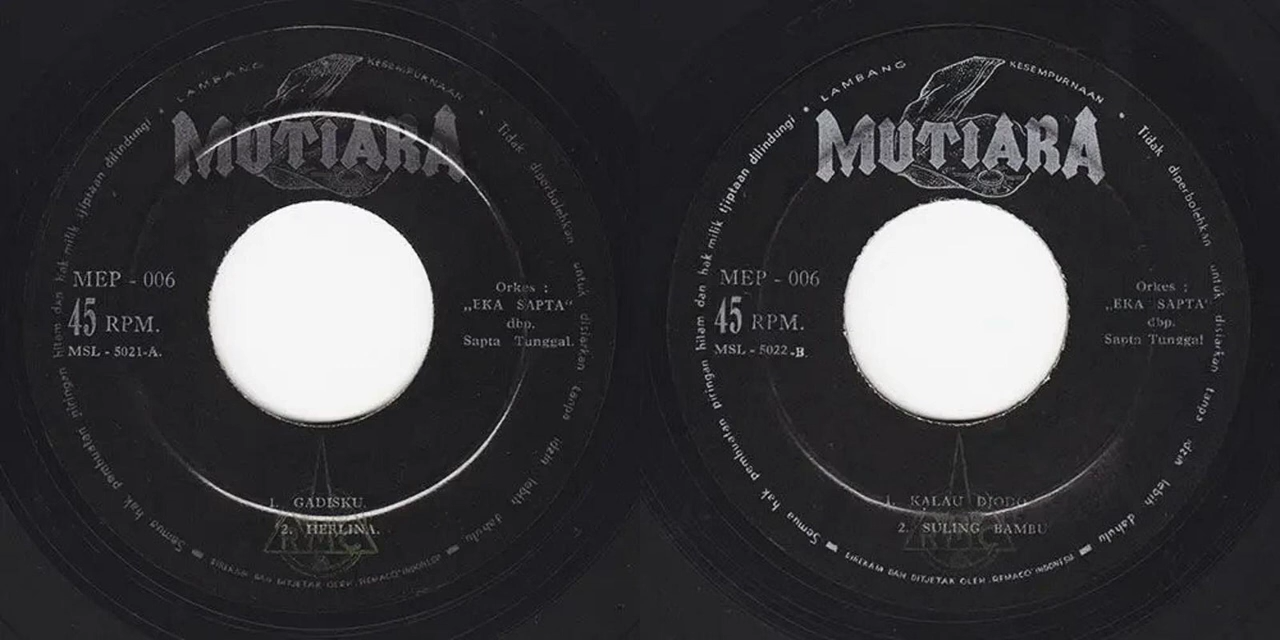 LAMBANG KESEMPURNAAN
MUTIARA
MEP - 006
45 RPM.
MSL - 5021-A.
Orkes :
„EKA SAPTA“
dbp.
Sapta Tunggal.
1. GADISKU.
2. HERLINA.
Semua hak pembuatan piringan hitam dan hak milik tjiptaan dilindungi * * Tidak diperbolehkan untuk disiarkan tanpa idzin lebih dahulu
DIREKAM DAN DITJETAK OLEH „REMACO“ INDONESIA
LAMBANG KESEMPURNAAN
MUTIARA
MEP - 006
45 RPM.
MSL - 5022-B.
Orkes :
„EKA SAPTA“
dbp.
Sapta Tunggal
1. KALAU DJODO
2. SULING BAMBU
Semua hak pembuatan piringan hitam dan hak milik tjiptaan dilindungi * * Tidak diperbolehkan untuk disiarkan tanpa idzin lebih dahulu
DIREKAM DAN DITJETAK OLEH „REMACO“ INDONESIA